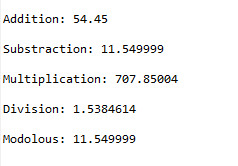 Addition: 54.45
Substraction: 11.549999
Multiplication: 707.85004
Division: 1.5384614
Modolous: 11.549999